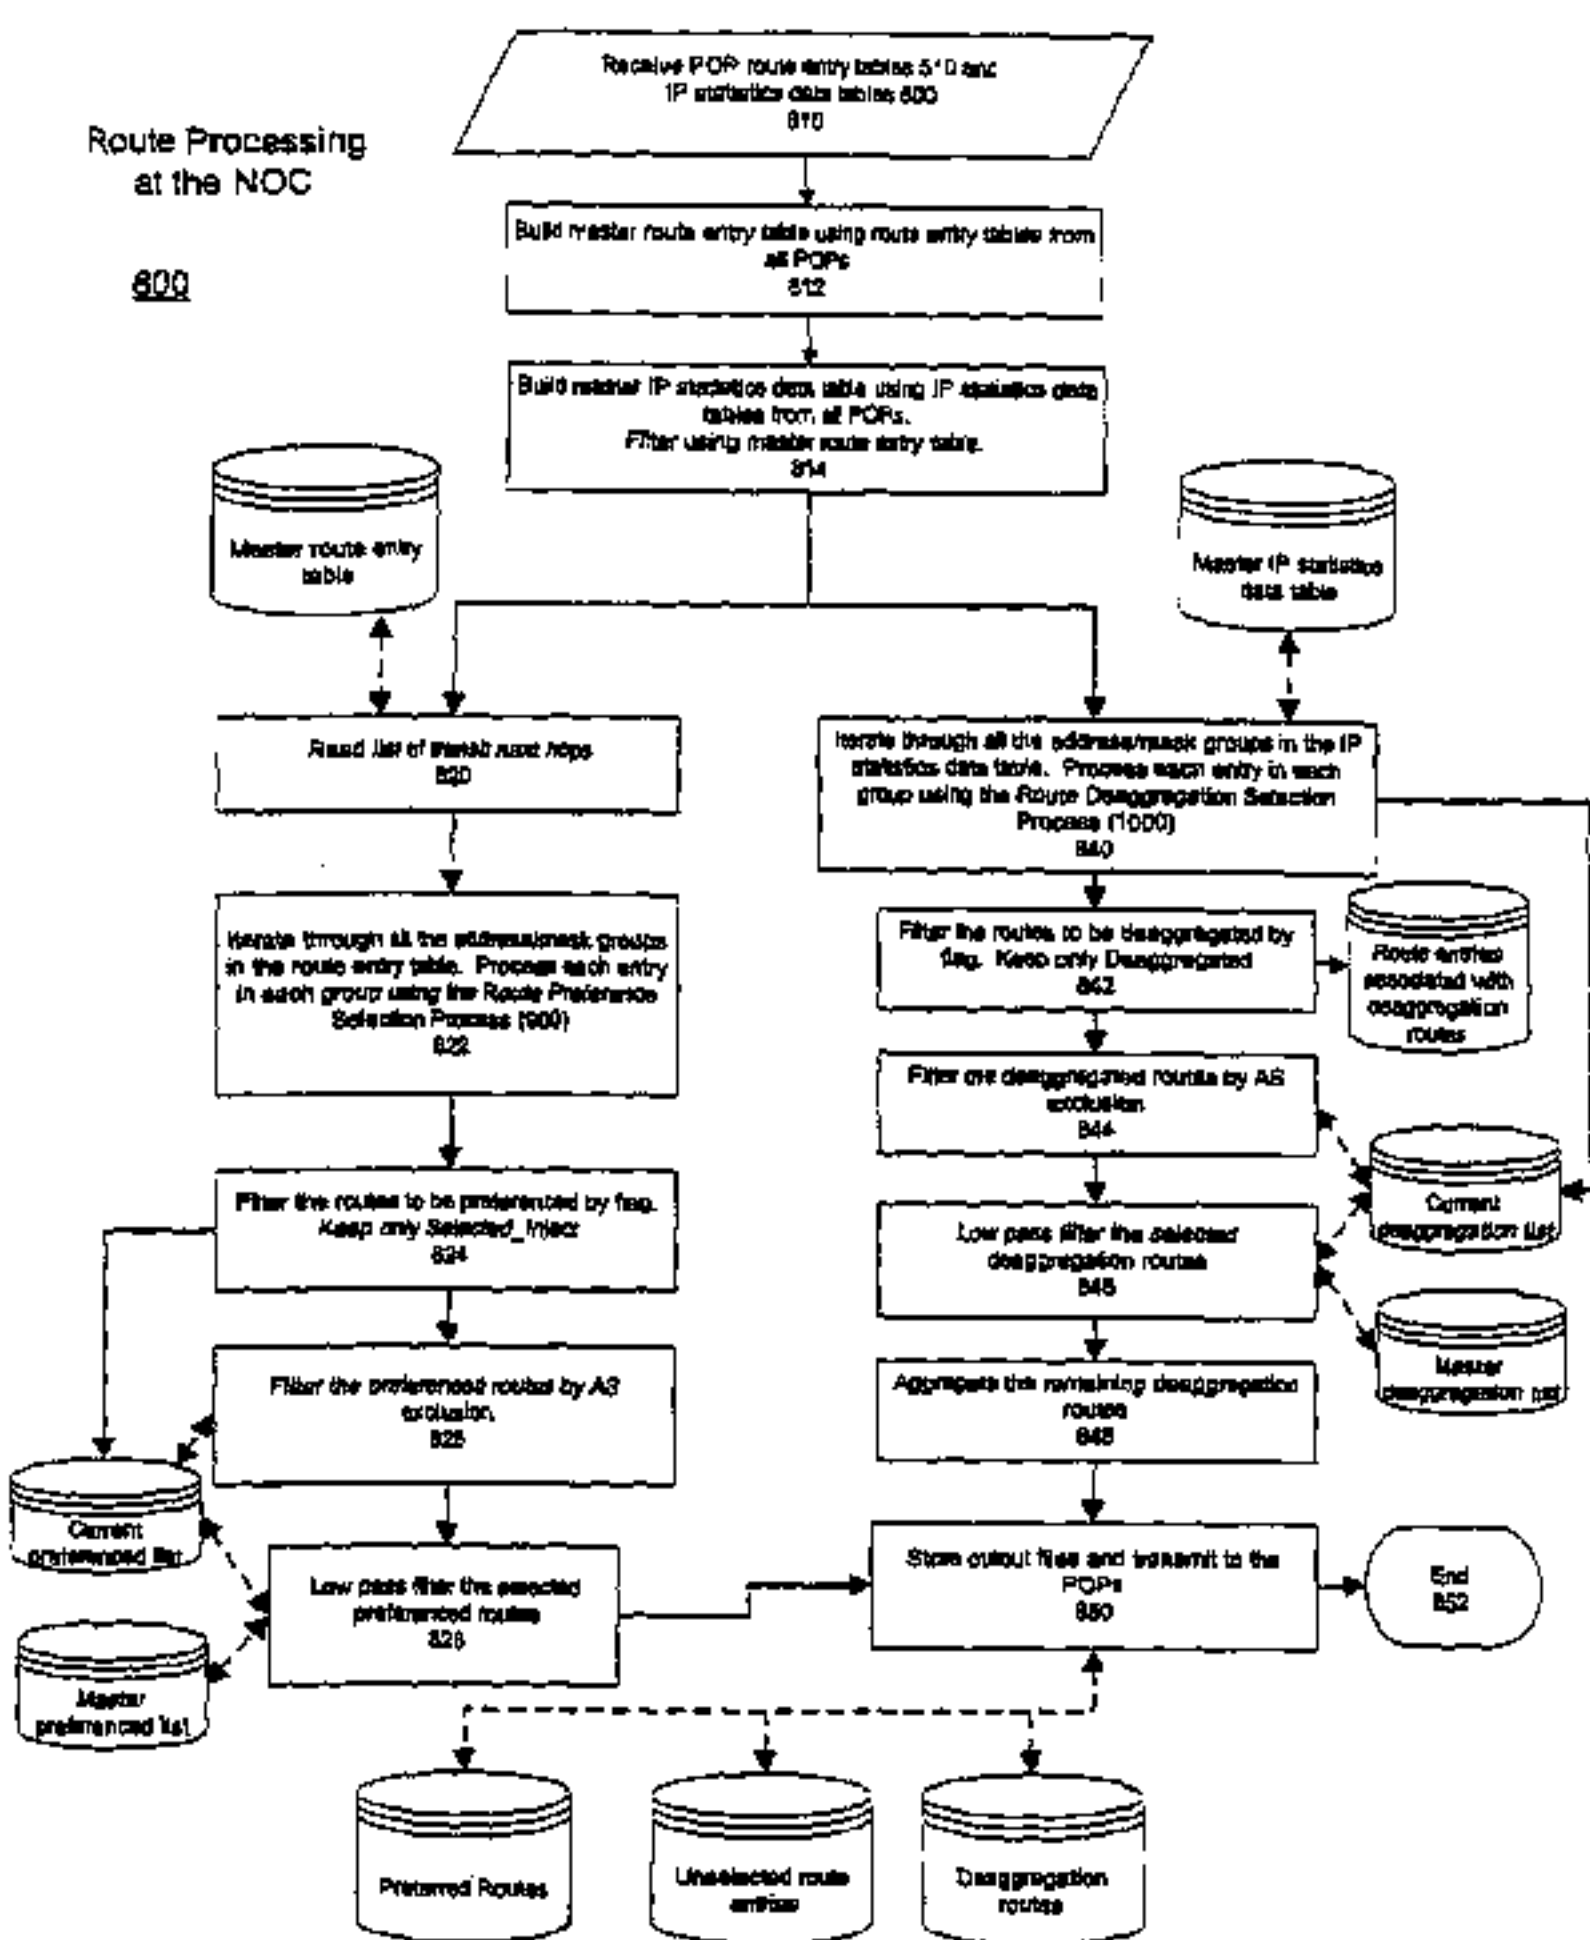 Route Processing
at the NOC
800
Receive POP route entry tables 510 and
IP statistics data tables 600
810
Build master route entry table using route entry tables from
all POPs
812
Build master IP statistics data table using IP statistics data
tables from all POPs.
Filter using master route entry table.
814
Master route entry
table
Master IP statistics
data table
Read list of transit next hops
820
Iterate through all the address/mask groups in the IP
statistics data table. Process each entry in each
group using the Route Deaggregation Selection
Process (1000)
840
Iterate through all the address/mask groups
in the route entry table. Process each entry
in each group using the Route Preference
Selection Process (900)
822
Filter the routes to be deaggregated by
flag. Keep only Deaggregated
842
Route entries
associated with
deaggregation
routes
Filter the deaggregated routes by AS
exclusion
844
Filter the routes to be preferenced by flag.
Keep only Selected_Inject
824
Current
deaggregation list
Low pass filter the selected
deaggregation routes
846
Master
deaggregation list
Filter the preferenced routes by AS
exclusion.
826
Aggregate the remaining deaggregation
routes
848
Current
preferenced list
Low pass filter the selected
preferenced routes
828
Store output files and transmit to the
POPs
850
End
852
Master
preferenced list
Preferred Routes
Unselected route
entries
Deaggregation
routes